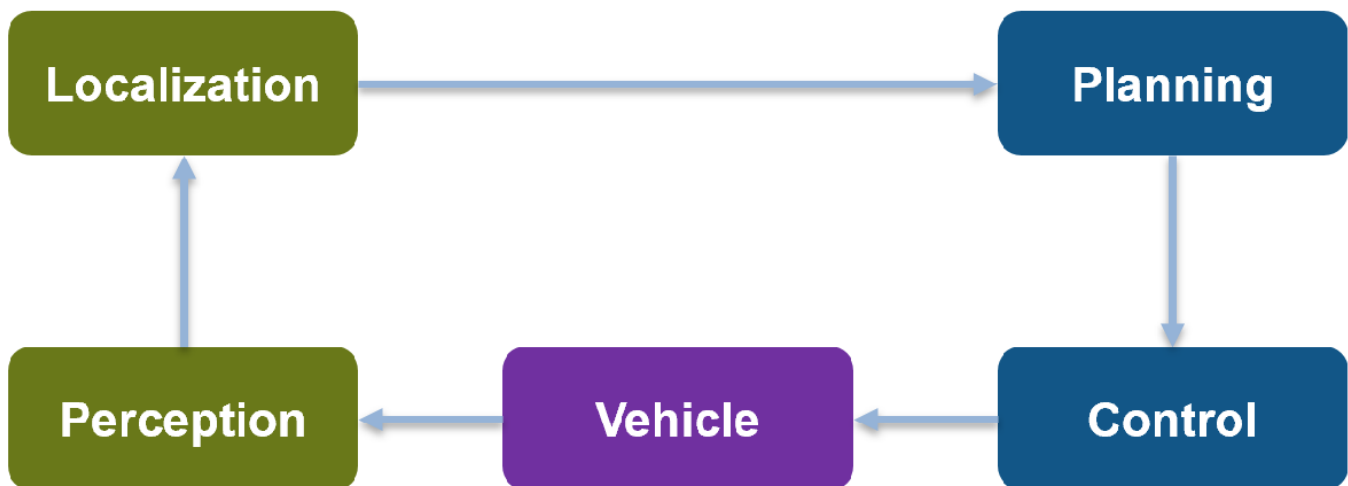 Localization
Planning
Perception
Vehicle
Control